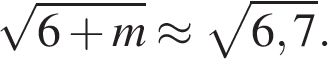 √(6 + m) ≈ √(6,7).